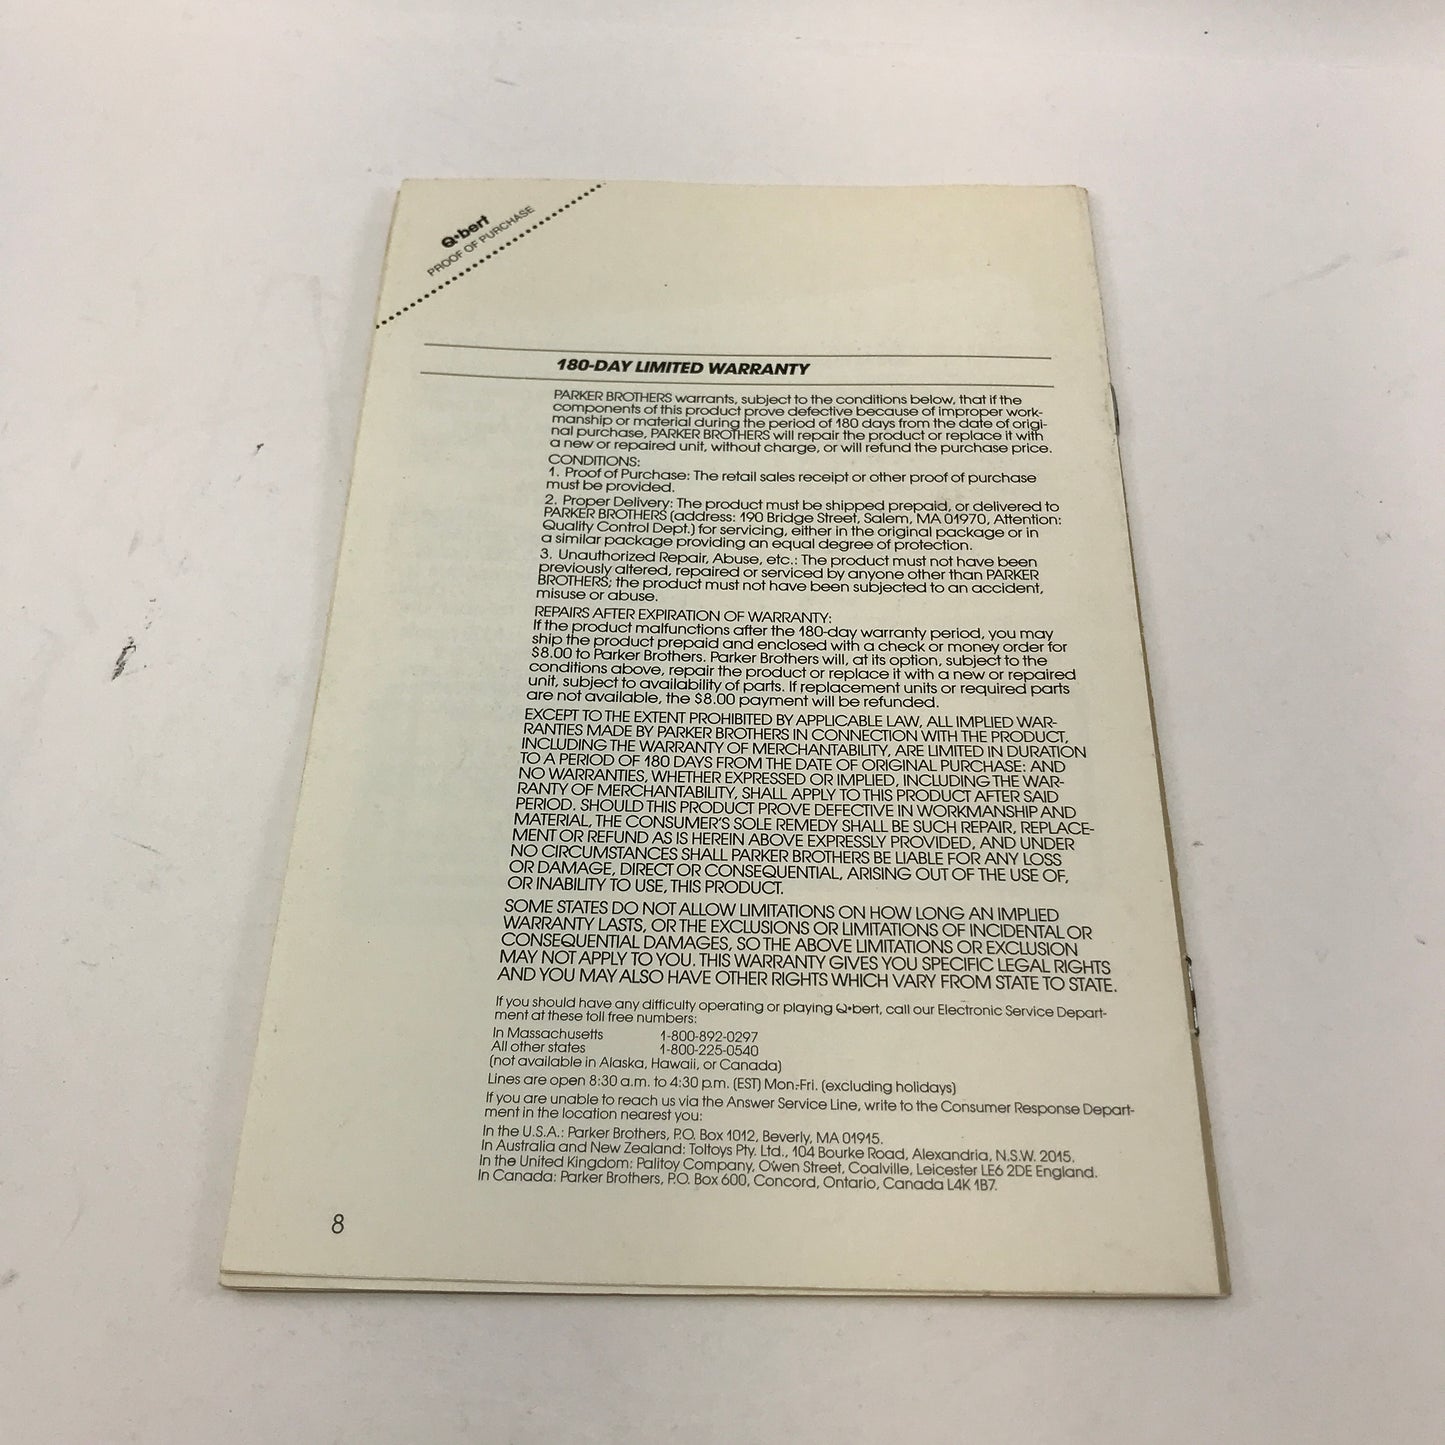 Q*bert
PROOF OF PURCHASE
180-DAY LIMITED WARRANTY
PARKER BROTHERS warrants, subject to the conditions below, that if the
components of this product prove defective because of improper work-
manship or material during the period of 180 days from the date of origi-
nal purchase, PARKER BROTHERS will repair the product or replace it with
a new or repaired unit, without charge, or will refund the purchase price.
CONDITIONS:
1. Proof of Purchase: The retail sales receipt or other proof of purchase
must be provided.
2. Proper Delivery: The product must be shipped prepaid, or delivered to
PARKER BROTHERS (address: 190 Bridge Street, Salem, MA 01970, Attention:
Quality Control Dept.) for servicing, either in the original package or in
a similar package providing an equal degree of protection.
3. Unauthorized Repair, Abuse, etc.: The product must not have been
previously altered, repaired or serviced by anyone other than PARKER
BROTHERS; the product must not have been subjected to an accident,
misuse or abuse.
REPAIRS AFTER EXPIRATION OF WARRANTY:
If the product malfunctions after the 180-day warranty period, you may
ship the product prepaid and enclosed with a check or money order for
$8.00 to Parker Brothers. Parker Brothers will, at its option, subject to the
conditions above, repair the product or replace it with a new or repaired
unit, subject to availability of parts. If replacement units or required parts
are not available, the $8.00 payment will be refunded.
EXCEPT TO THE EXTENT PROHIBITED BY APPLICABLE LAW, ALL IMPLIED WAR-
RANTIES MADE BY PARKER BROTHERS IN CONNECTION WITH THE PRODUCT,
INCLUDING THE WARRANTY OF MERCHANTABILITY, ARE LIMITED IN DURATION
TO A PERIOD OF 180 DAYS FROM THE DATE OF ORIGINAL PURCHASE: AND
NO WARRANTIES, WHETHER EXPRESSED OR IMPLIED, INCLUDING THE WAR-
RANTY OF MERCHANTABILITY, SHALL APPLY TO THIS PRODUCT AFTER SAID
PERIOD. SHOULD THIS PRODUCT PROVE DEFECTIVE IN WORKMANSHIP AND
MATERIAL, THE CONSUMER'S SOLE REMEDY SHALL BE SUCH REPAIR, REPLACE-
MENT OR REFUND AS IS HEREIN ABOVE EXPRESSLY PROVIDED, AND UNDER
NO CIRCUMSTANCES SHALL PARKER BROTHERS BE LIABLE FOR ANY LOSS
OR DAMAGE, DIRECT OR CONSEQUENTIAL, ARISING OUT OF THE USE OF,
OR INABILITY TO USE, THIS PRODUCT.
SOME STATES DO NOT ALLOW LIMITATIONS ON HOW LONG AN IMPLIED
WARRANTY LASTS, OR THE EXCLUSIONS OR LIMITATIONS OF INCIDENTAL OR
CONSEQUENTIAL DAMAGES, SO THE ABOVE LIMITATIONS OR EXCLUSION
MAY NOT APPLY TO YOU. THIS WARRANTY GIVES YOU SPECIFIC LEGAL RIGHTS
AND YOU MAY ALSO HAVE OTHER RIGHTS WHICH VARY FROM STATE TO STATE.
If you should have any difficulty operating or playing Q*bert, call our Electronic Service Depart-
ment at these toll free numbers:
In Massachusetts 1-800-892-0297
All other states 1-800-225-0540
(not available in Alaska, Hawaii, or Canada)
Lines are open 8:30 a.m. to 4:30 p.m. (EST) Mon.-Fri. (excluding holidays)
If you are unable to reach us via the Answer Service Line, write to the Consumer Response Depart-
ment in the location nearest you:
In the U.S.A.: Parker Brothers, P.O. Box 1012, Beverly, MA 01915.
In Australia and New Zealand: Toltoys Pty. Ltd., 104 Bourke Road, Alexandria, N.S.W. 2015.
In the United Kingdom: Palitoy Company, Owen Street, Coalville, Leicester LE6 2DE England.
In Canada: Parker Brothers, P.O. Box 600, Concord, Ontario, Canada L4K 1B7.
8